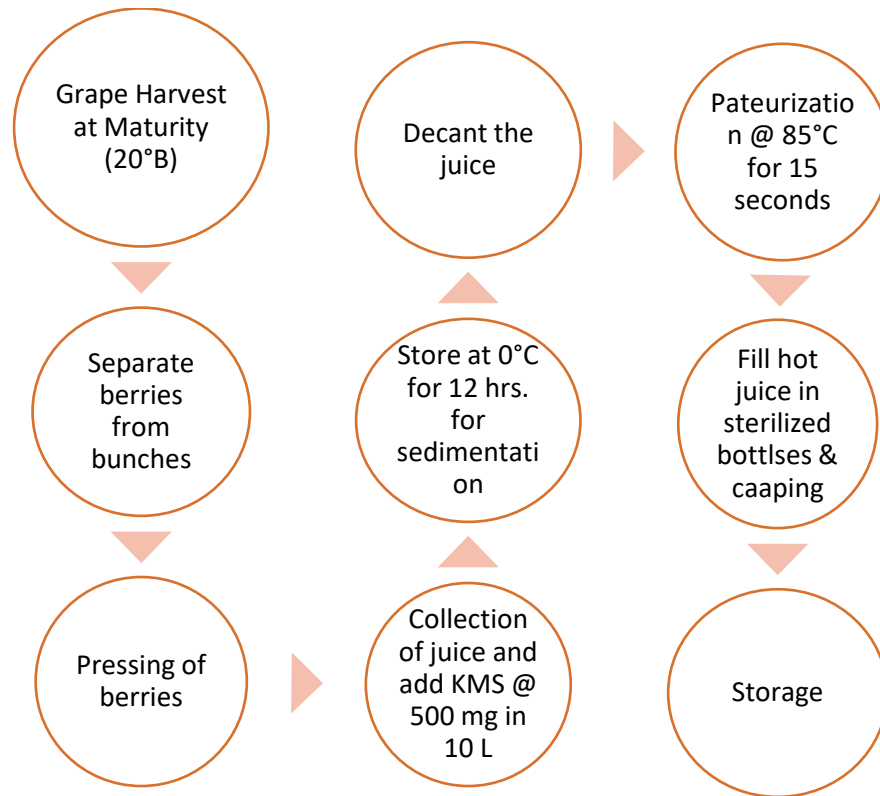 Grape Harvest
at Maturity
(20°B)
Separate
berries
from
bunches
Pressing of
berries
Collection
of juice and
add KMS @
500 mg in
10 L
Store at 0°C
for 12 hrs.
for
sedimentati
on
Decant the
juice
Pateurizatio
n @ 85°C
for 15
seconds
Fill hot
juice in
sterilized
bottlses &
caaping
Storage